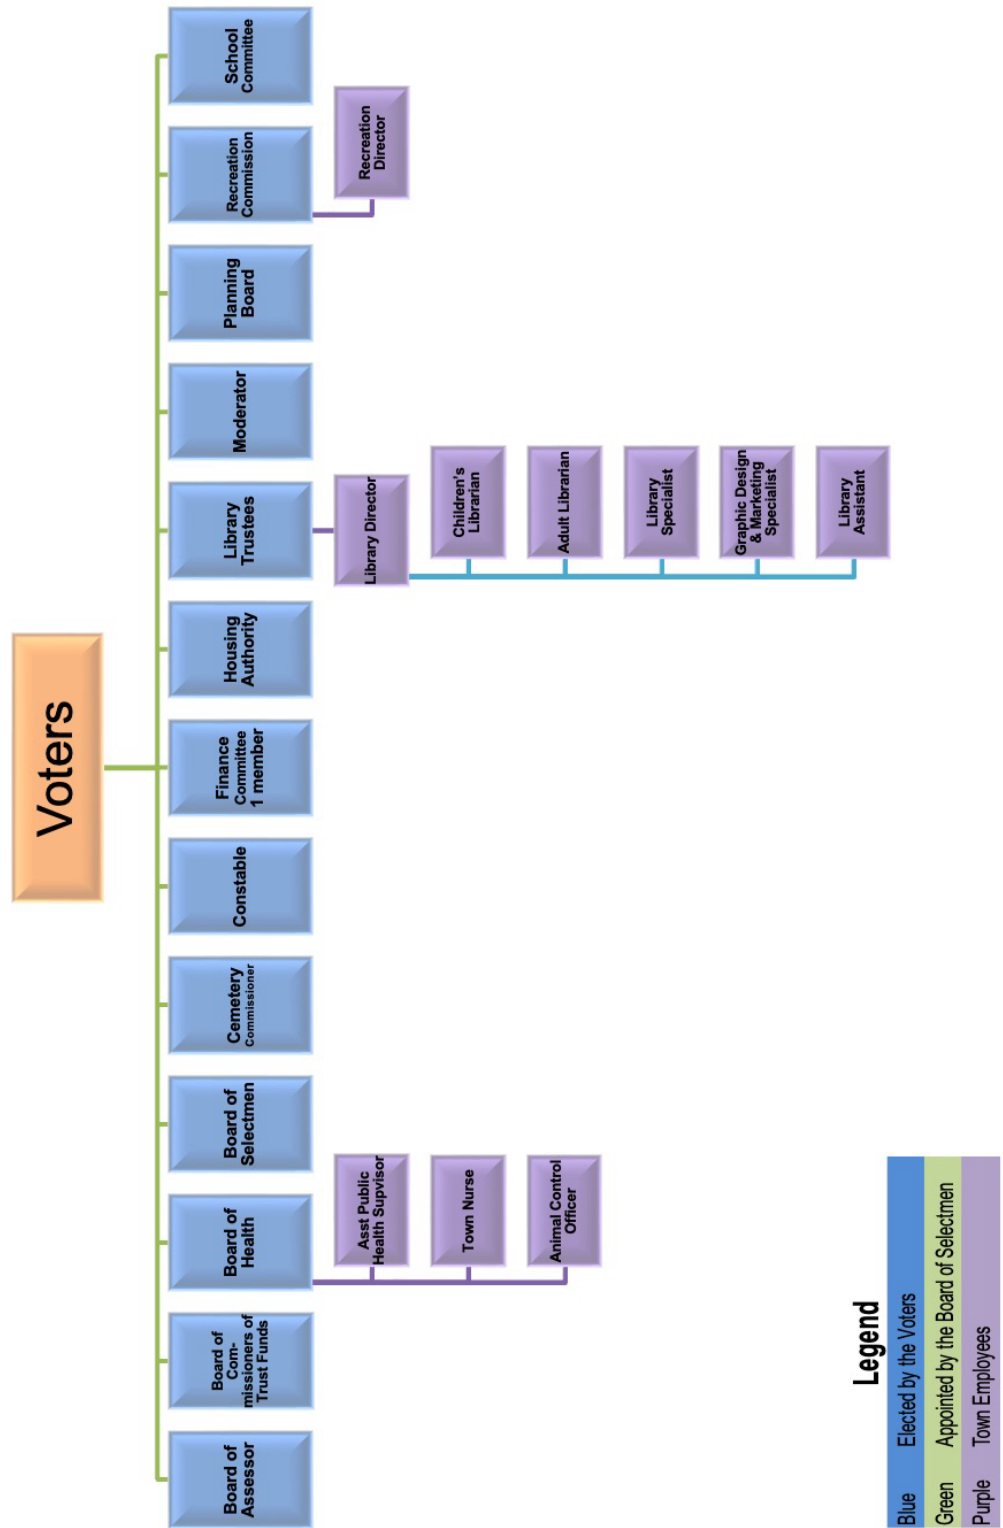 Voters
Board of
Assessor
Board of
Com-
missioners of
Trust Funds
Board of
Health
Asst Public
Health Supvisor
Town Nurse
Animal Control
Officer
Board of
Selectmen
Cemetery
Commissioner
Constable
Finance
Committee
1 member
Housing
Authority
Library
Trustees
Library Director
Children's
Librarian
Adult Librarian
Library
Specialist
Graphic Design
& Marketing
Specialist
Library
Assistant
Moderator
Planning
Board
Recreation
Commission
Recreation
Director
School
Committee
Legend
Blue Elected by the Voters
Green Appointed by the Board of Selectmen
Purple Town Employees